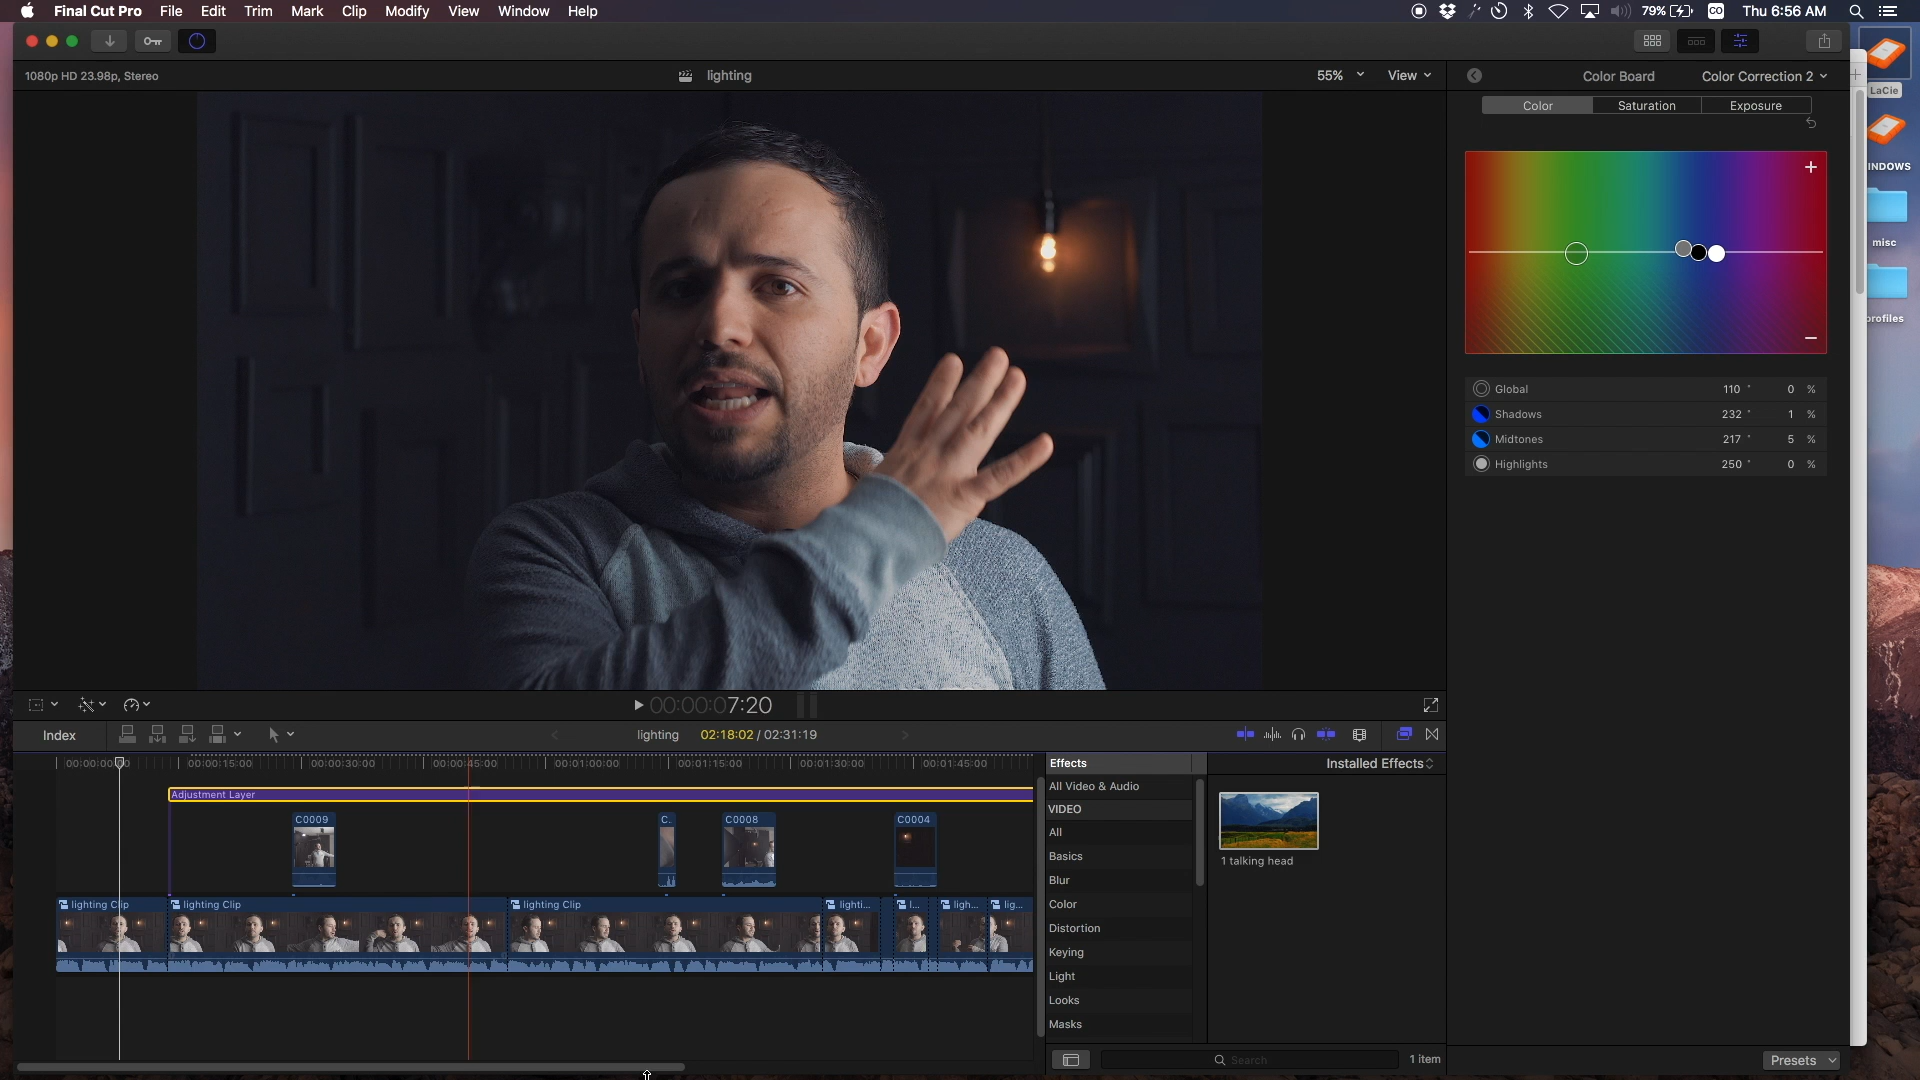 Final Cut Pro File Edit Trim Mark Clip Modify View Window Help 79% CO Thu 6:56 AM
1080p HD 23.98p, Stereo lighting 55% View Color Board Color Correction 2
LaCie
Color Saturation Exposure
INDOWS
misc
profiles
Global 110 ° 0 %
Shadows 232 ° 1 %
Midtones 217 ° 5 %
Highlights 250 ° 0 %
00:00:07:20
Index lighting 02:18:02 / 02:31:19
00:00:00:00 00:00:15:00 00:00:30:00 00:00:45:00 00:01:00:00 00:01:15:00 00:01:30:00 00:01:45:00
Effects Installed Effects
All Video & Audio
Adjustment Layer
VIDEO
C0009 C. C0008 C0004
All
Basics
1 talking head
Blur
Color
lighting Clip lighting Clip lighting Clip lighti... l... ligh... lig...
Distortion
Keying
Light
Looks
Masks
Search 1 item Presets